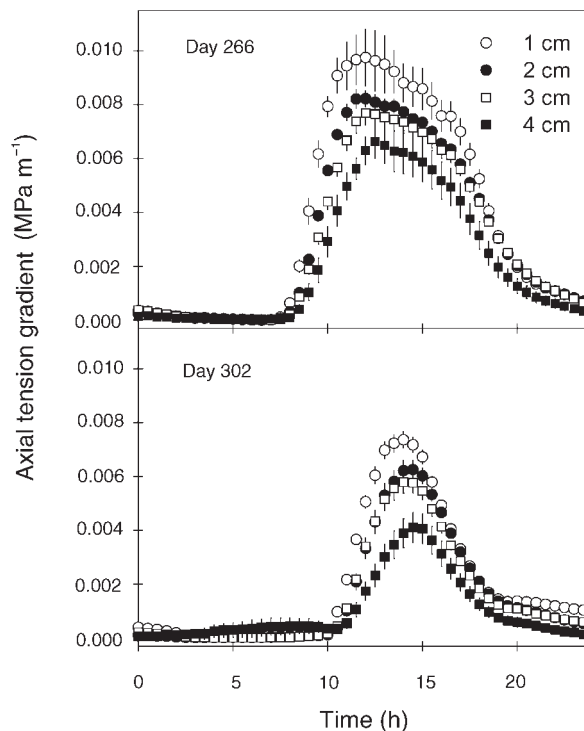 Axial tension gradient (MPa m⁻¹)
Day 266
1 cm
2 cm
3 cm
4 cm
0.010
0.008
0.006
0.004
0.002
0.000
Day 302
0.010
0.008
0.006
0.004
0.002
0.000
0 5 10 15 20
Time (h)